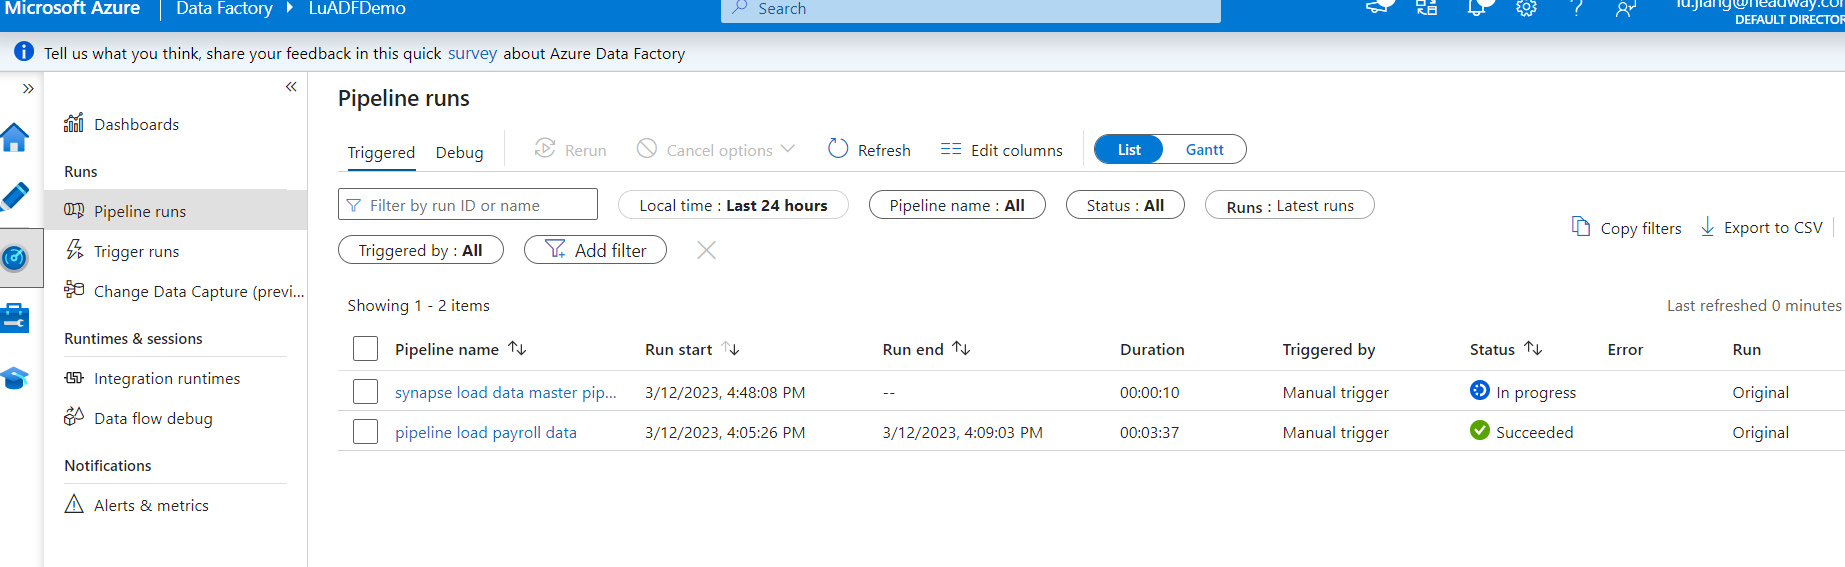 Microsoft Azure | Data Factory > LuADFDemo
Search
DEFAULT DIRECTOR
Tell us what you think, share your feedback in this quick survey about Azure Data Factory
Dashboards
Runs
Pipeline runs
Trigger runs
Change Data Capture (previ...
Runtimes & sessions
Integration runtimes
Data flow debug
Notifications
Alerts & metrics
Pipeline runs
Triggered Debug Rerun Cancel options Refresh Edit columns List Gantt
Filter by run ID or name Local time : Last 24 hours Pipeline name : All Status : All Runs : Latest runs
Triggered by : All Add filter
Copy filters Export to CSV
Showing 1 - 2 items
Last refreshed 0 minutes
Pipeline name Run start Run end Duration Triggered by Status Error Run
synapse load data master pip... 3/12/2023, 4:48:08 PM -- 00:00:10 Manual trigger In progress Original
pipeline load payroll data 3/12/2023, 4:05:26 PM 3/12/2023, 4:09:03 PM 00:03:37 Manual trigger Succeeded Original